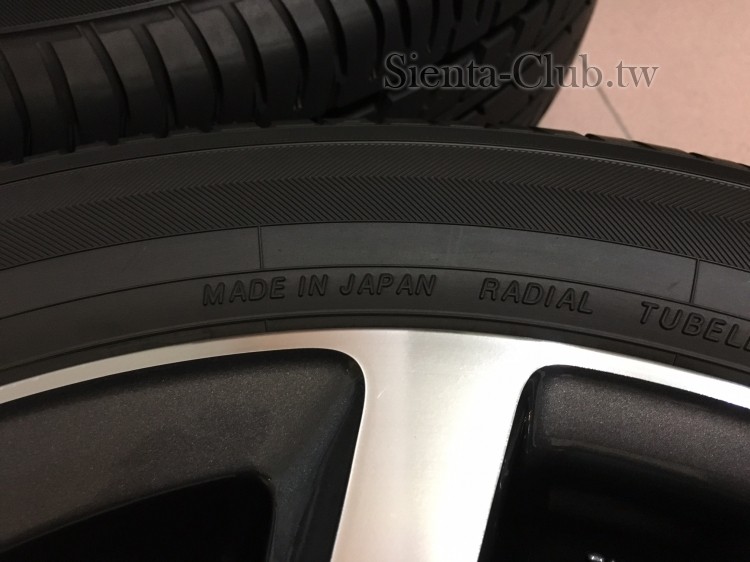 Sienta-Club.tw
MADE IN JAPAN RADIAL